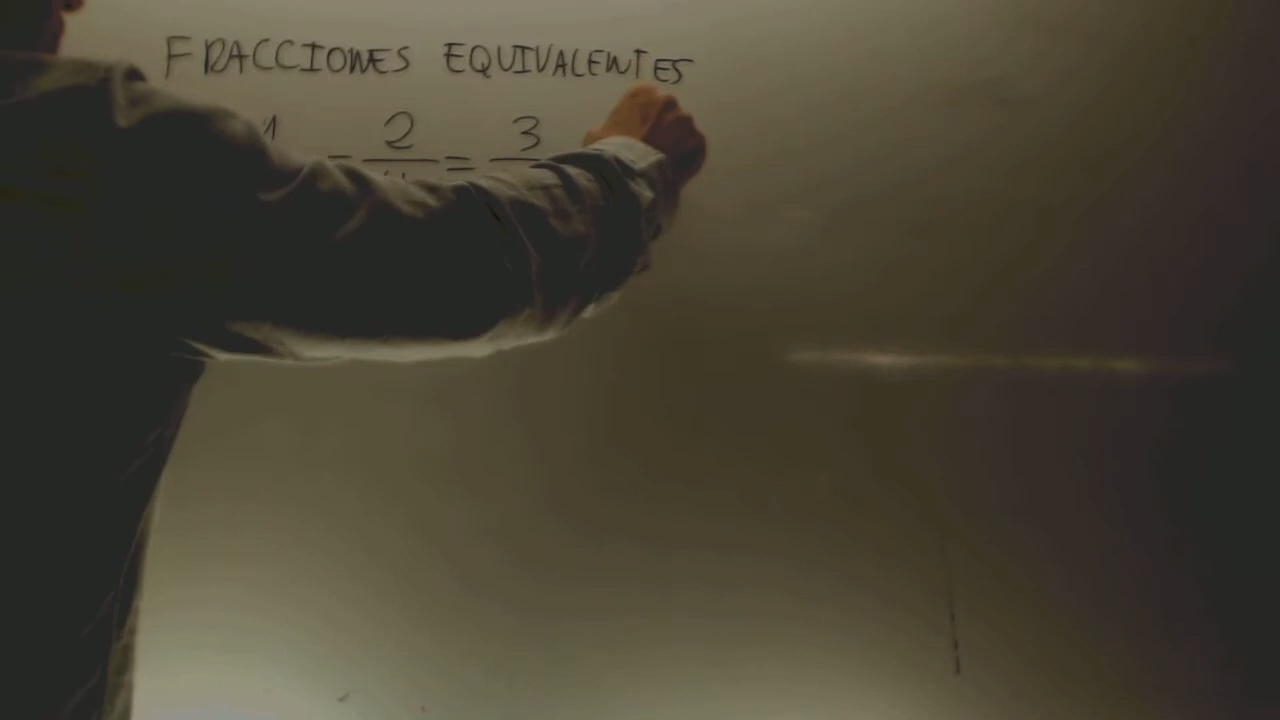 FRACCIONES EQUIVALENTES
1 = 2 = 3